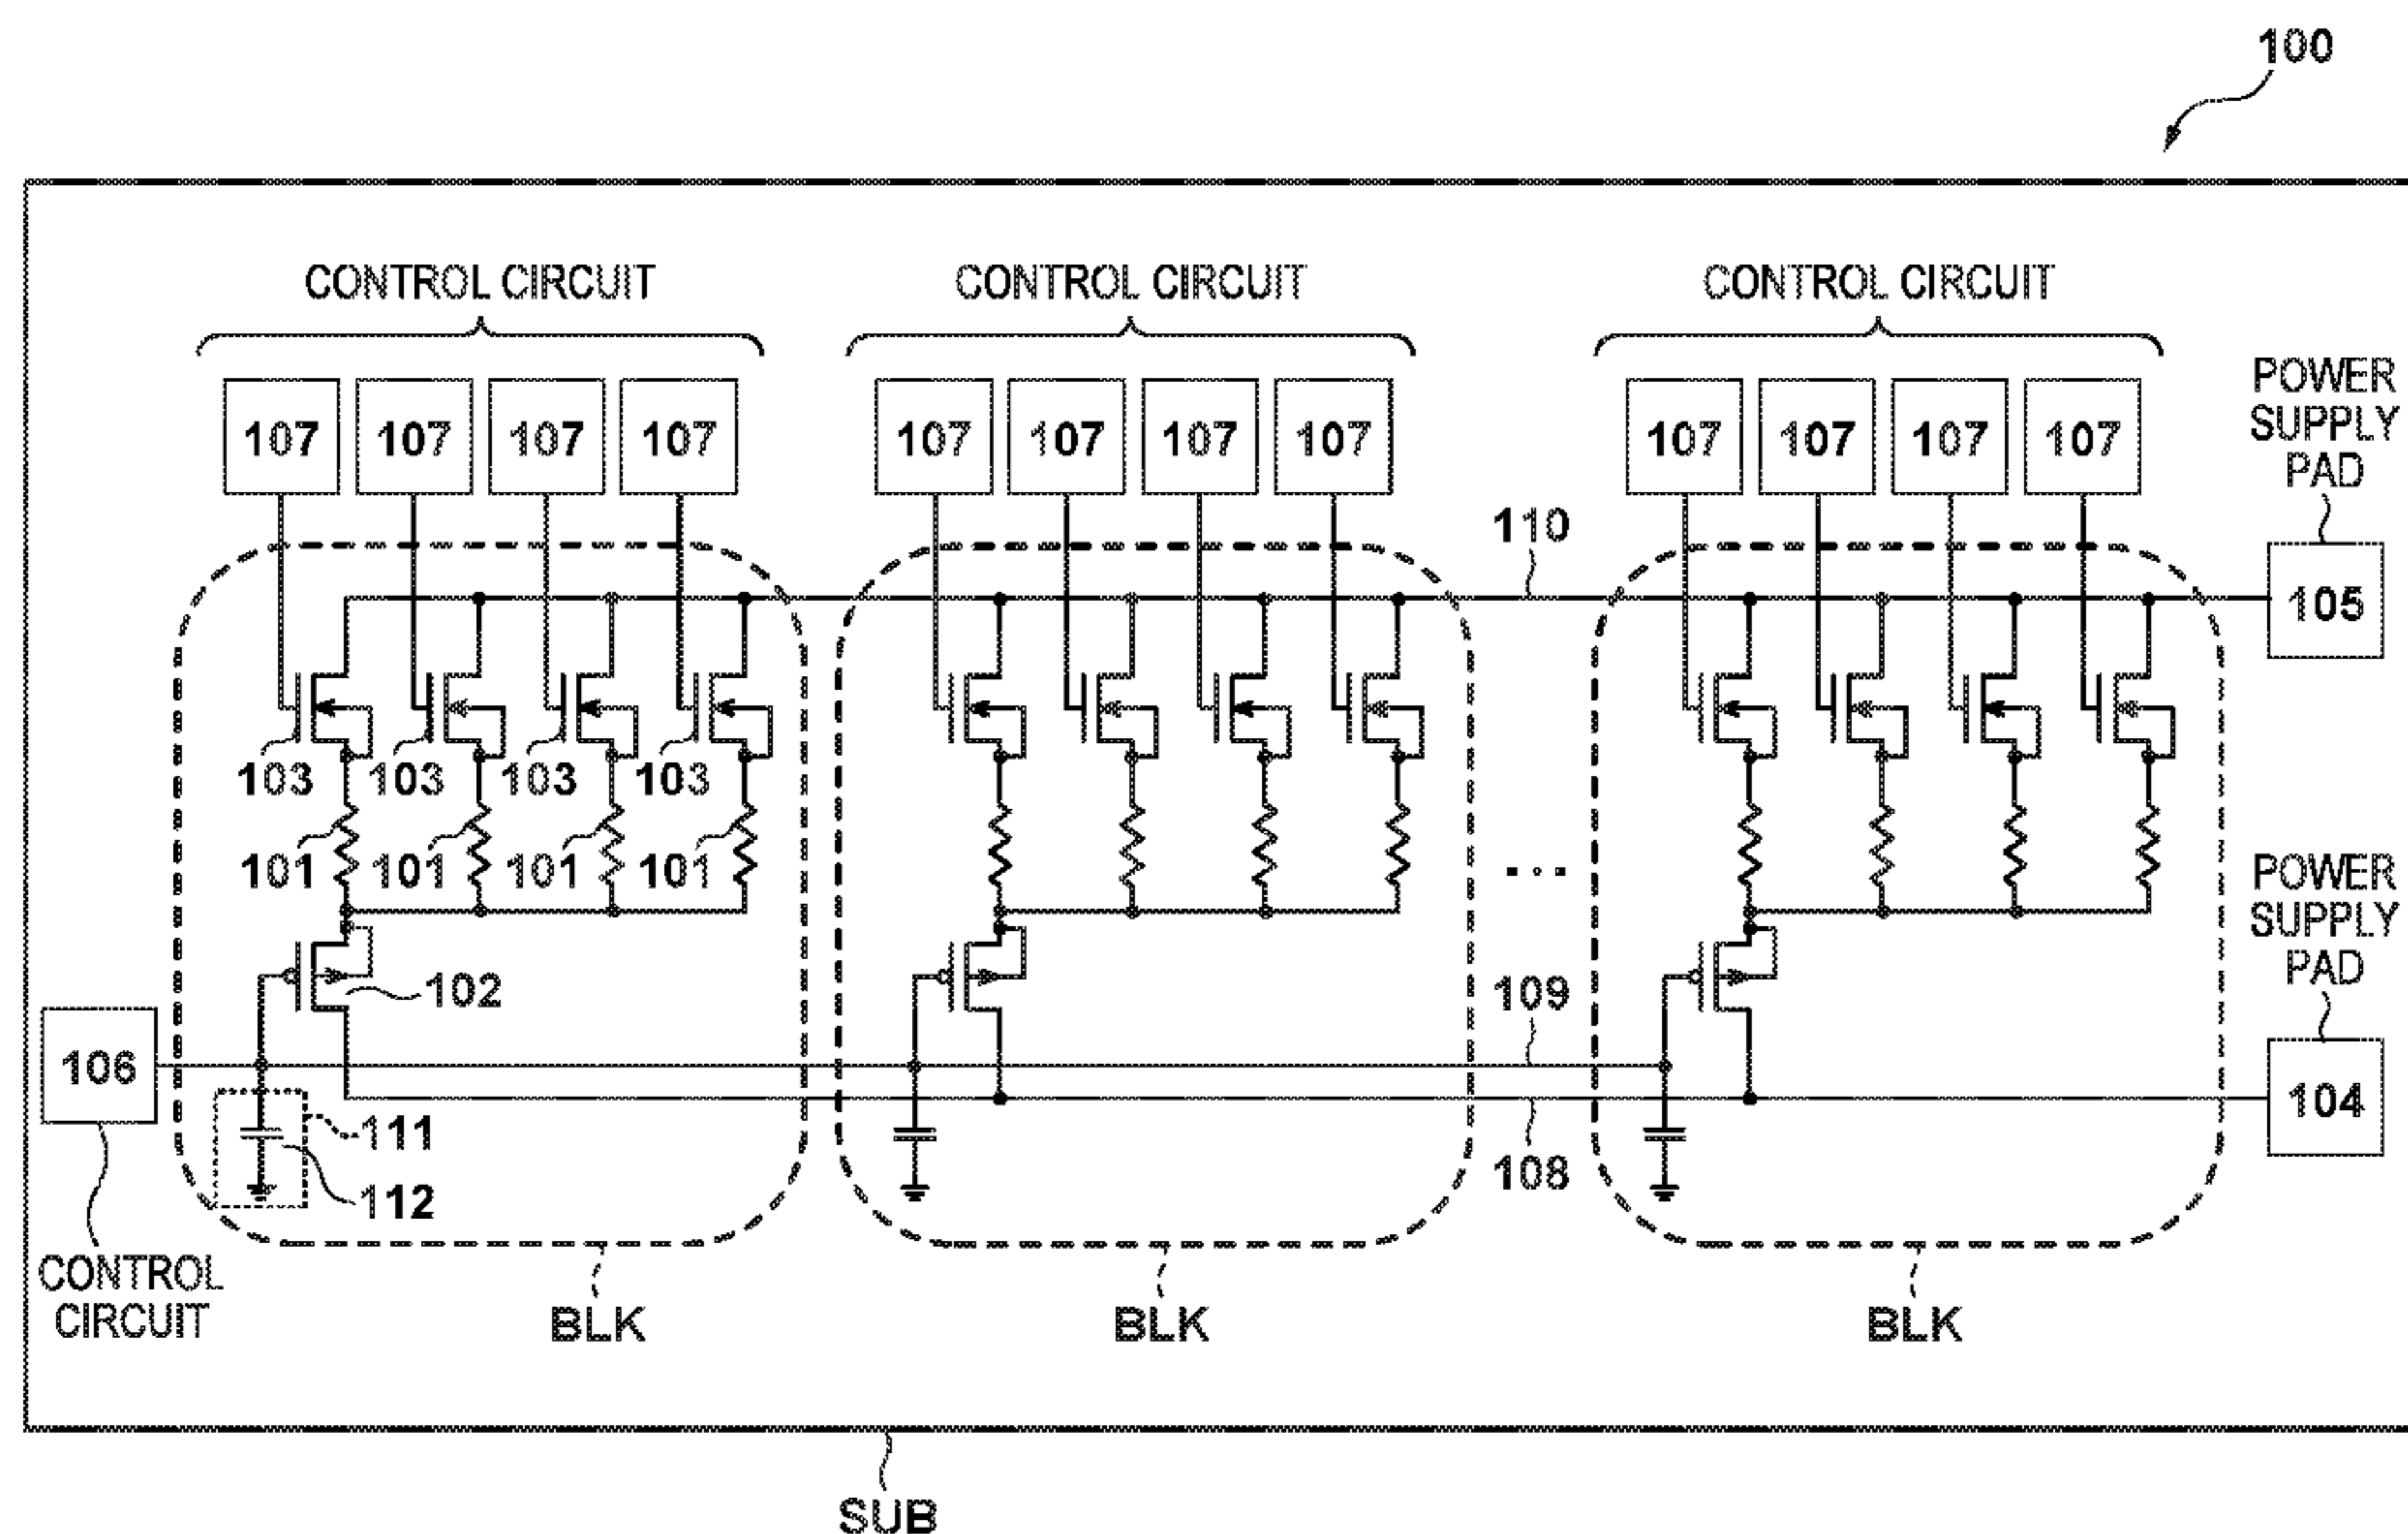 100
CONTROL CIRCUIT
CONTROL CIRCUIT
CONTROL CIRCUIT
POWER
SUPPLY
PAD
107
107
107
107
107
107
107
107
107
107
107
107
110
105
103
103
103
103
101
101
101
101
...
POWER
SUPPLY
PAD
102
109
106
104
111
108
112
CONTROL
CIRCUIT
BLK
BLK
BLK
SUB